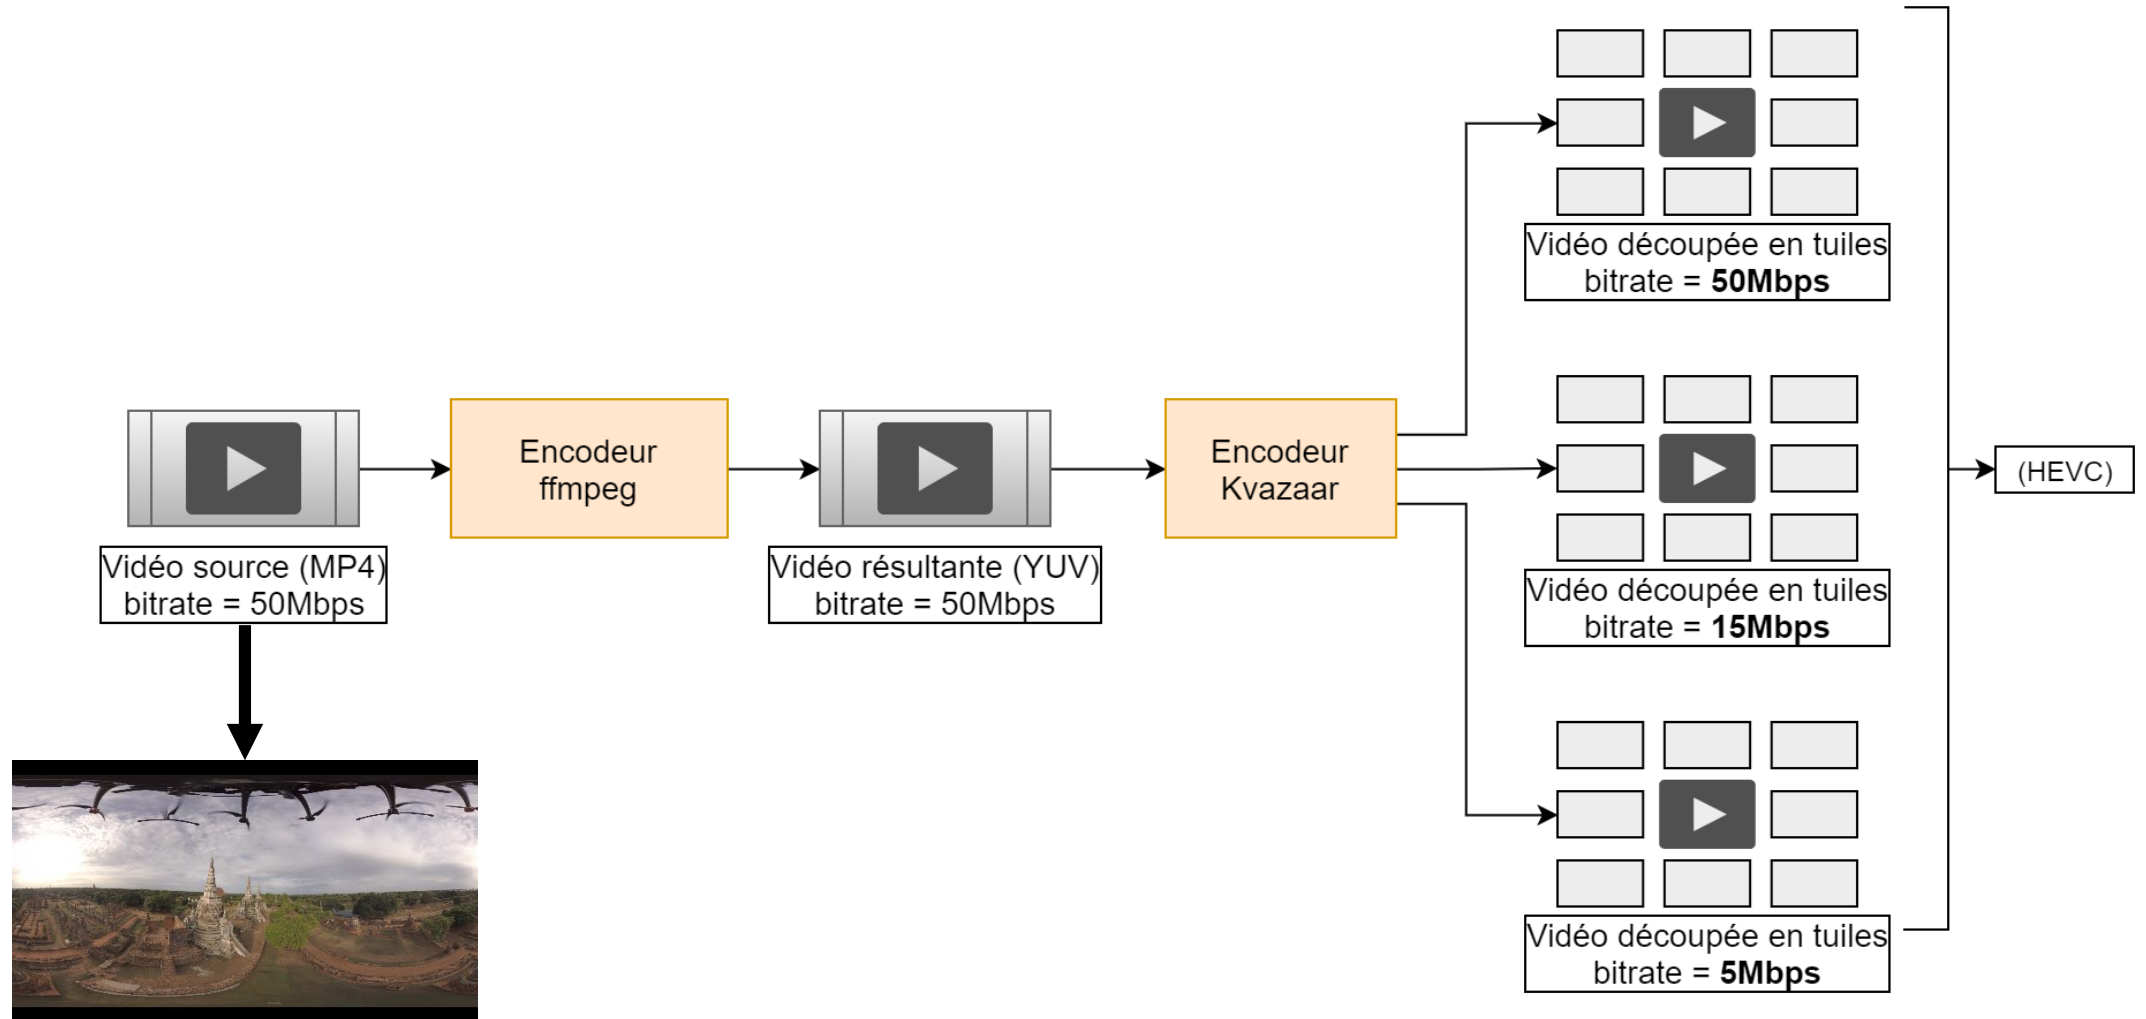 Vidéo découpée en tuiles
bitrate = 50Mbps
Encodeur
ffmpeg
Encodeur
Kvazaar
(HEVC)
Vidéo source (MP4)
bitrate = 50Mbps
Vidéo résultante (YUV)
bitrate = 50Mbps
Vidéo découpée en tuiles
bitrate = 15Mbps
Vidéo découpée en tuiles
bitrate = 5Mbps